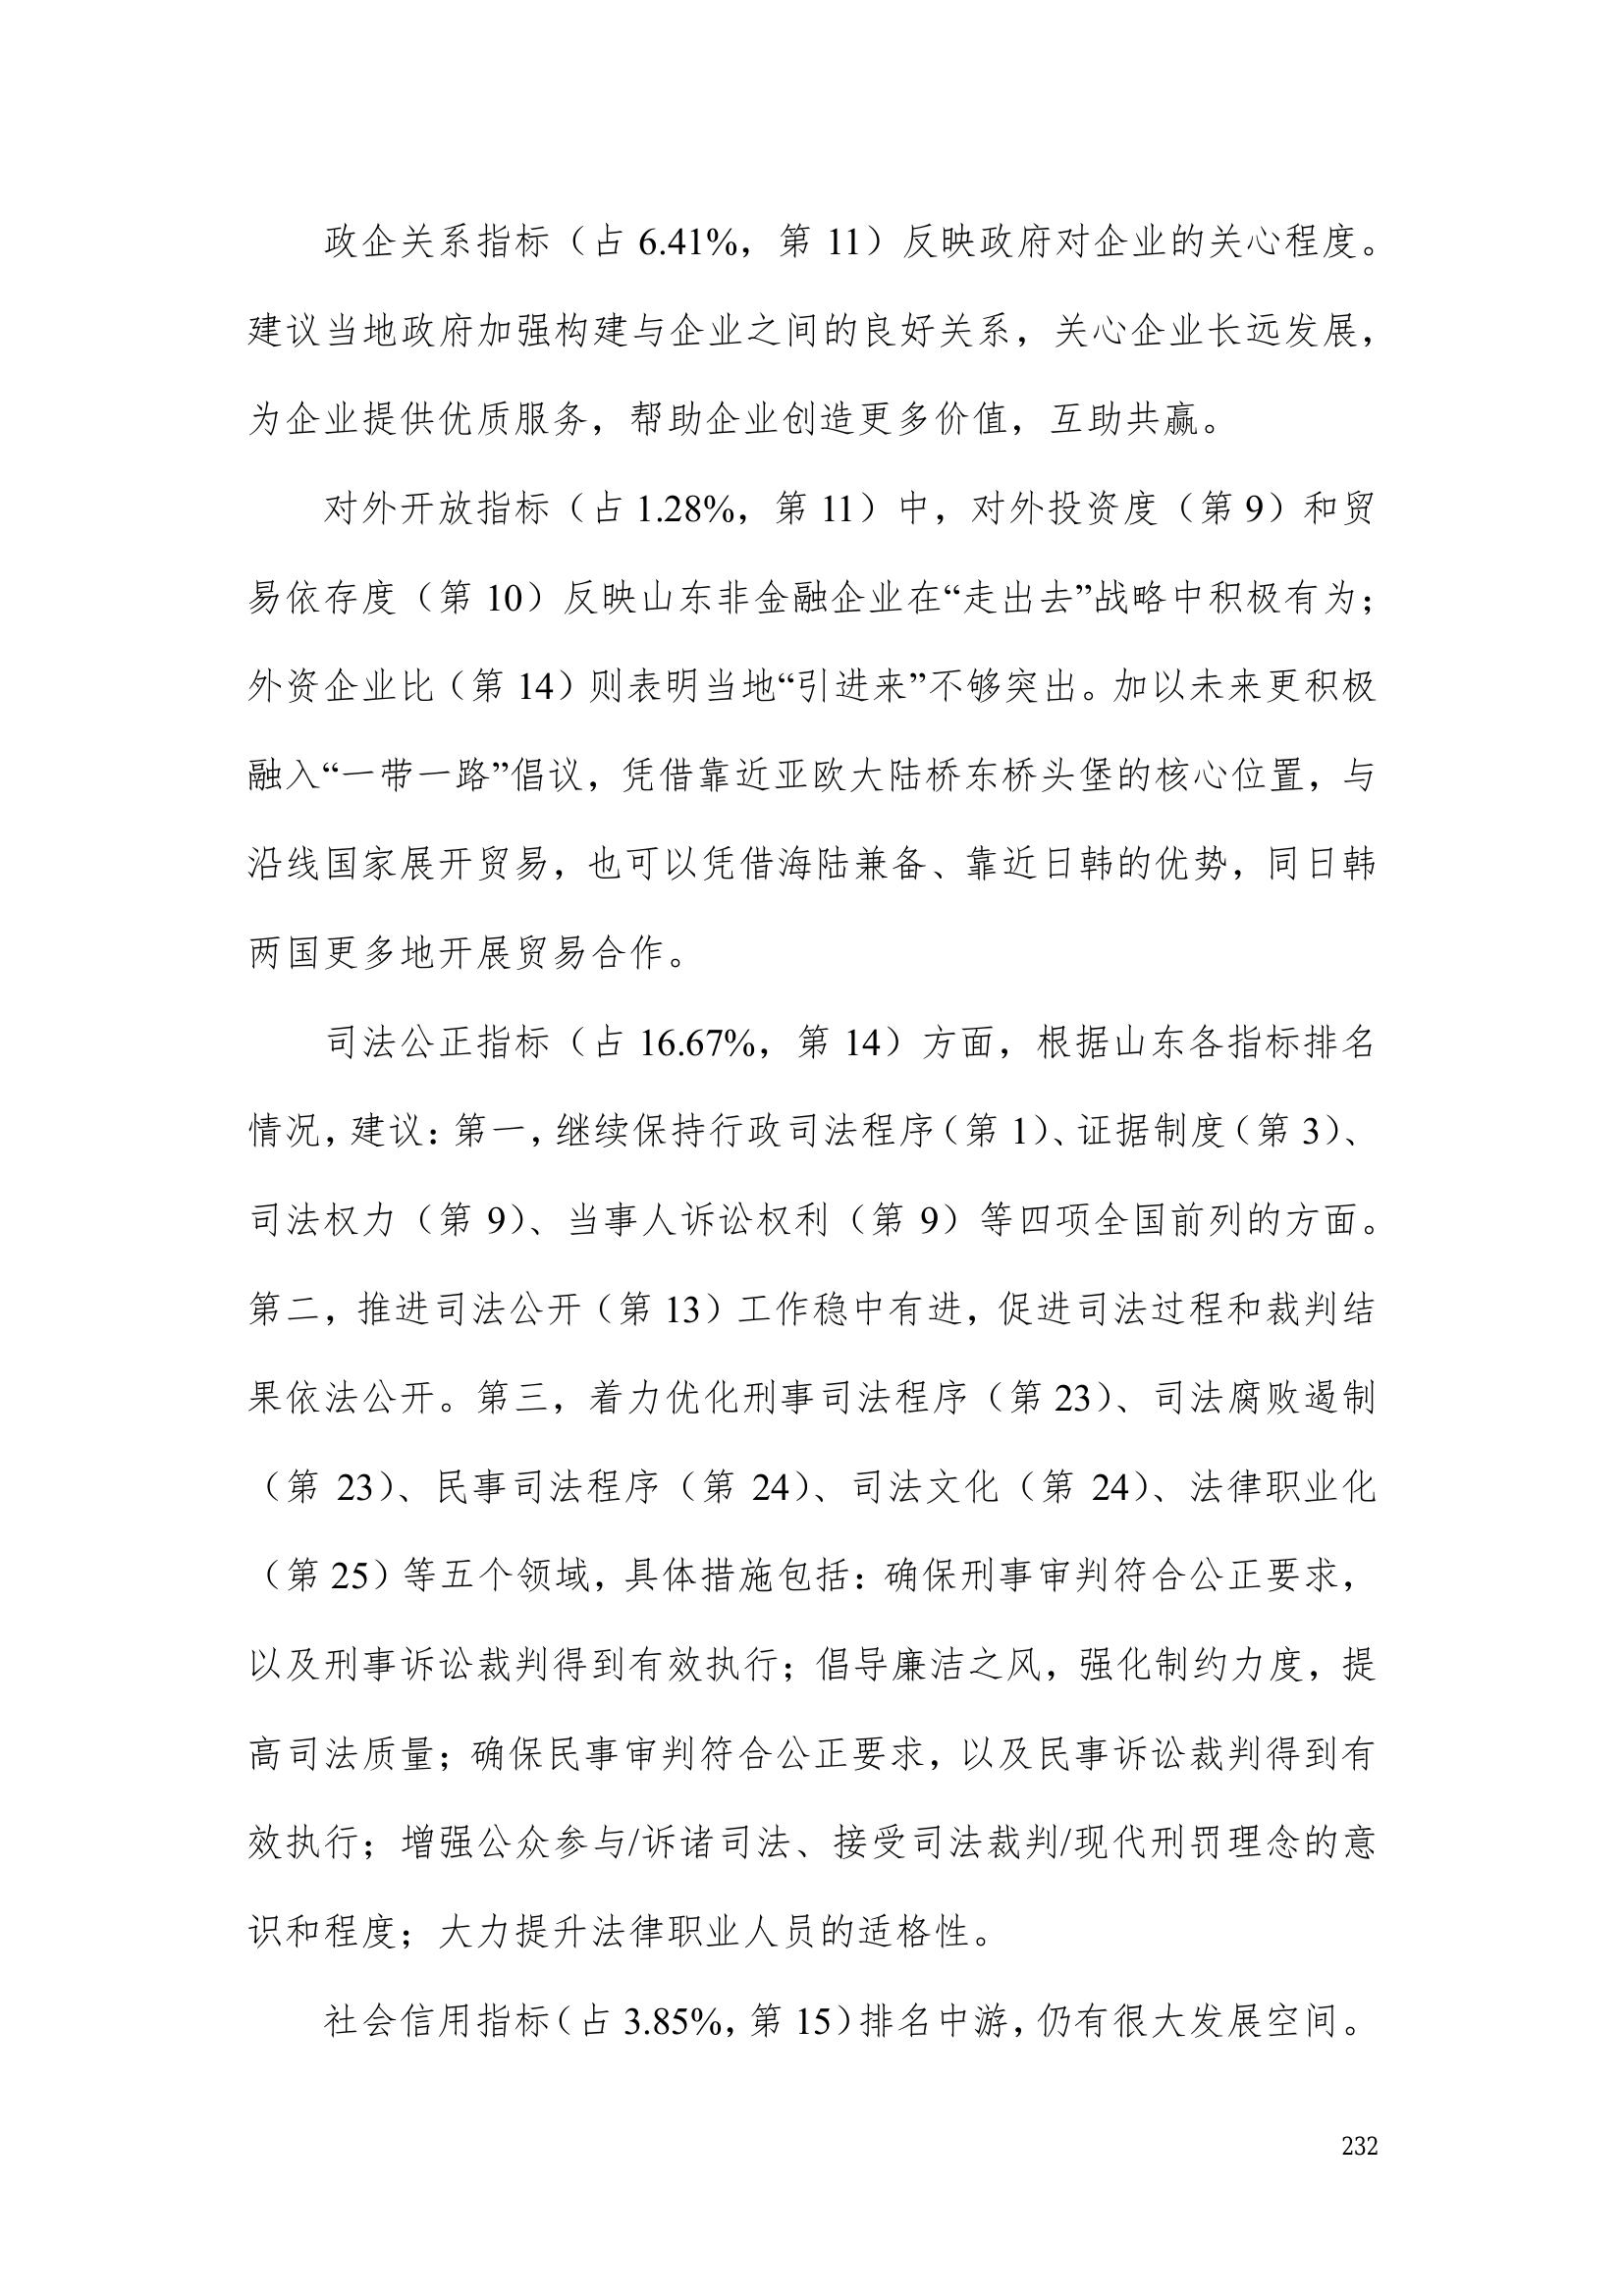 政企关系指标（占 6.41%，第 11）反映政府对企业的关心程度。
建议当地政府加强构建与企业之间的良好关系，关心企业长远发展，
为企业提供优质服务，帮助企业创造更多价值，互助共赢。
对外开放指标（占 1.28%，第 11）中，对外投资度（第 9）和贸
易依存度（第 10）反映山东非金融企业在“走出去”战略中积极有为；
外资企业比（第 14）则表明当地“引进来”不够突出。加以未来更积极
融入“一带一路”倡议，凭借靠近亚欧大陆桥东桥头堡的核心位置，与
沿线国家展开贸易，也可以凭借海陆兼备、靠近日韩的优势，同日韩
两国更多地开展贸易合作。
司法公正指标（占 16.67%，第 14）方面，根据山东各指标排名
情况，建议：第一，继续保持行政司法程序（第 1）、证据制度（第 3）、
司法权力（第 9）、当事人诉讼权利（第 9）等四项全国前列的方面。
第二，推进司法公开（第 13）工作稳中有进，促进司法过程和裁判结
果依法公开。第三，着力优化刑事司法程序（第 23）、司法腐败遏制
（第 23）、民事司法程序（第 24）、司法文化（第 24）、法律职业化
（第 25）等五个领域，具体措施包括：确保刑事审判符合公正要求，
以及刑事诉讼裁判得到有效执行；倡导廉洁之风，强化制约力度，提
高司法质量；确保民事审判符合公正要求，以及民事诉讼裁判得到有
效执行；增强公众参与/诉诸司法、接受司法裁判/现代刑罚理念的意
识和程度；大力提升法律职业人员的适格性。
社会信用指标（占 3.85%，第 15）排名中游，仍有很大发展空间。
232